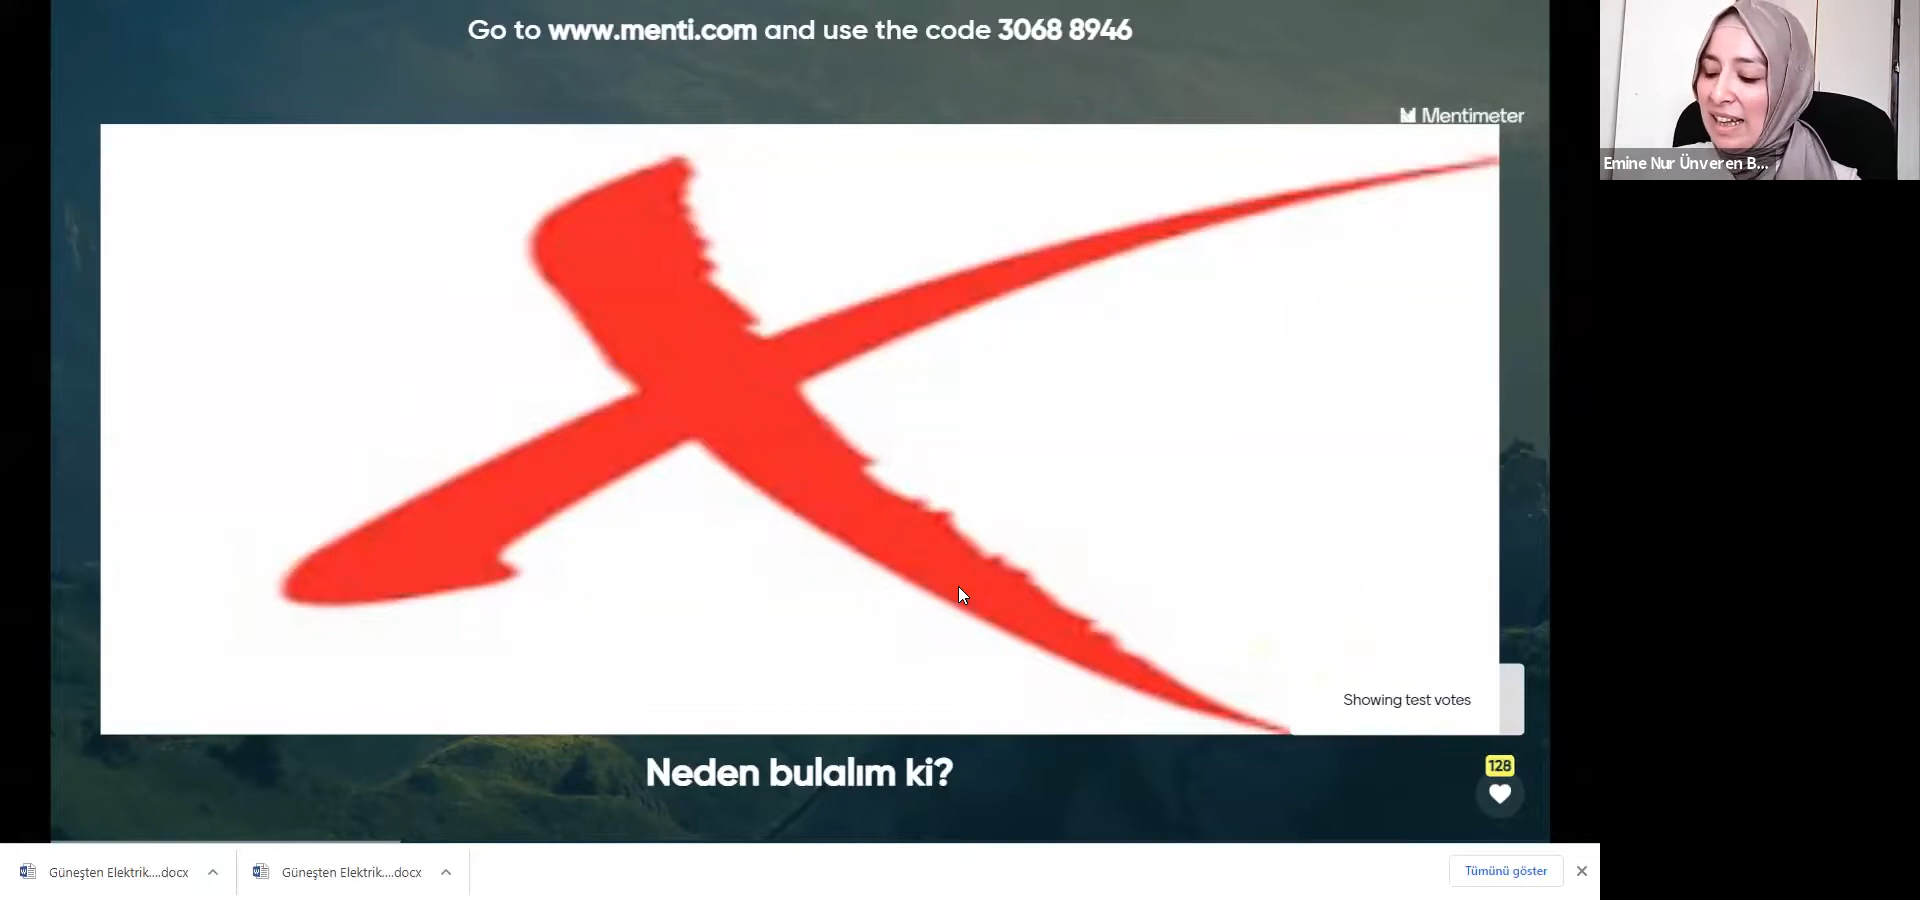 Go to www.menti.com and use the code 3068 8946
Mentimeter
Emine Nur Ünveren B...
Showing test votes
Neden bulalım ki?
128
Güneşten Elektrik....docx
Güneşten Elektrik....docx
Tümünü göster